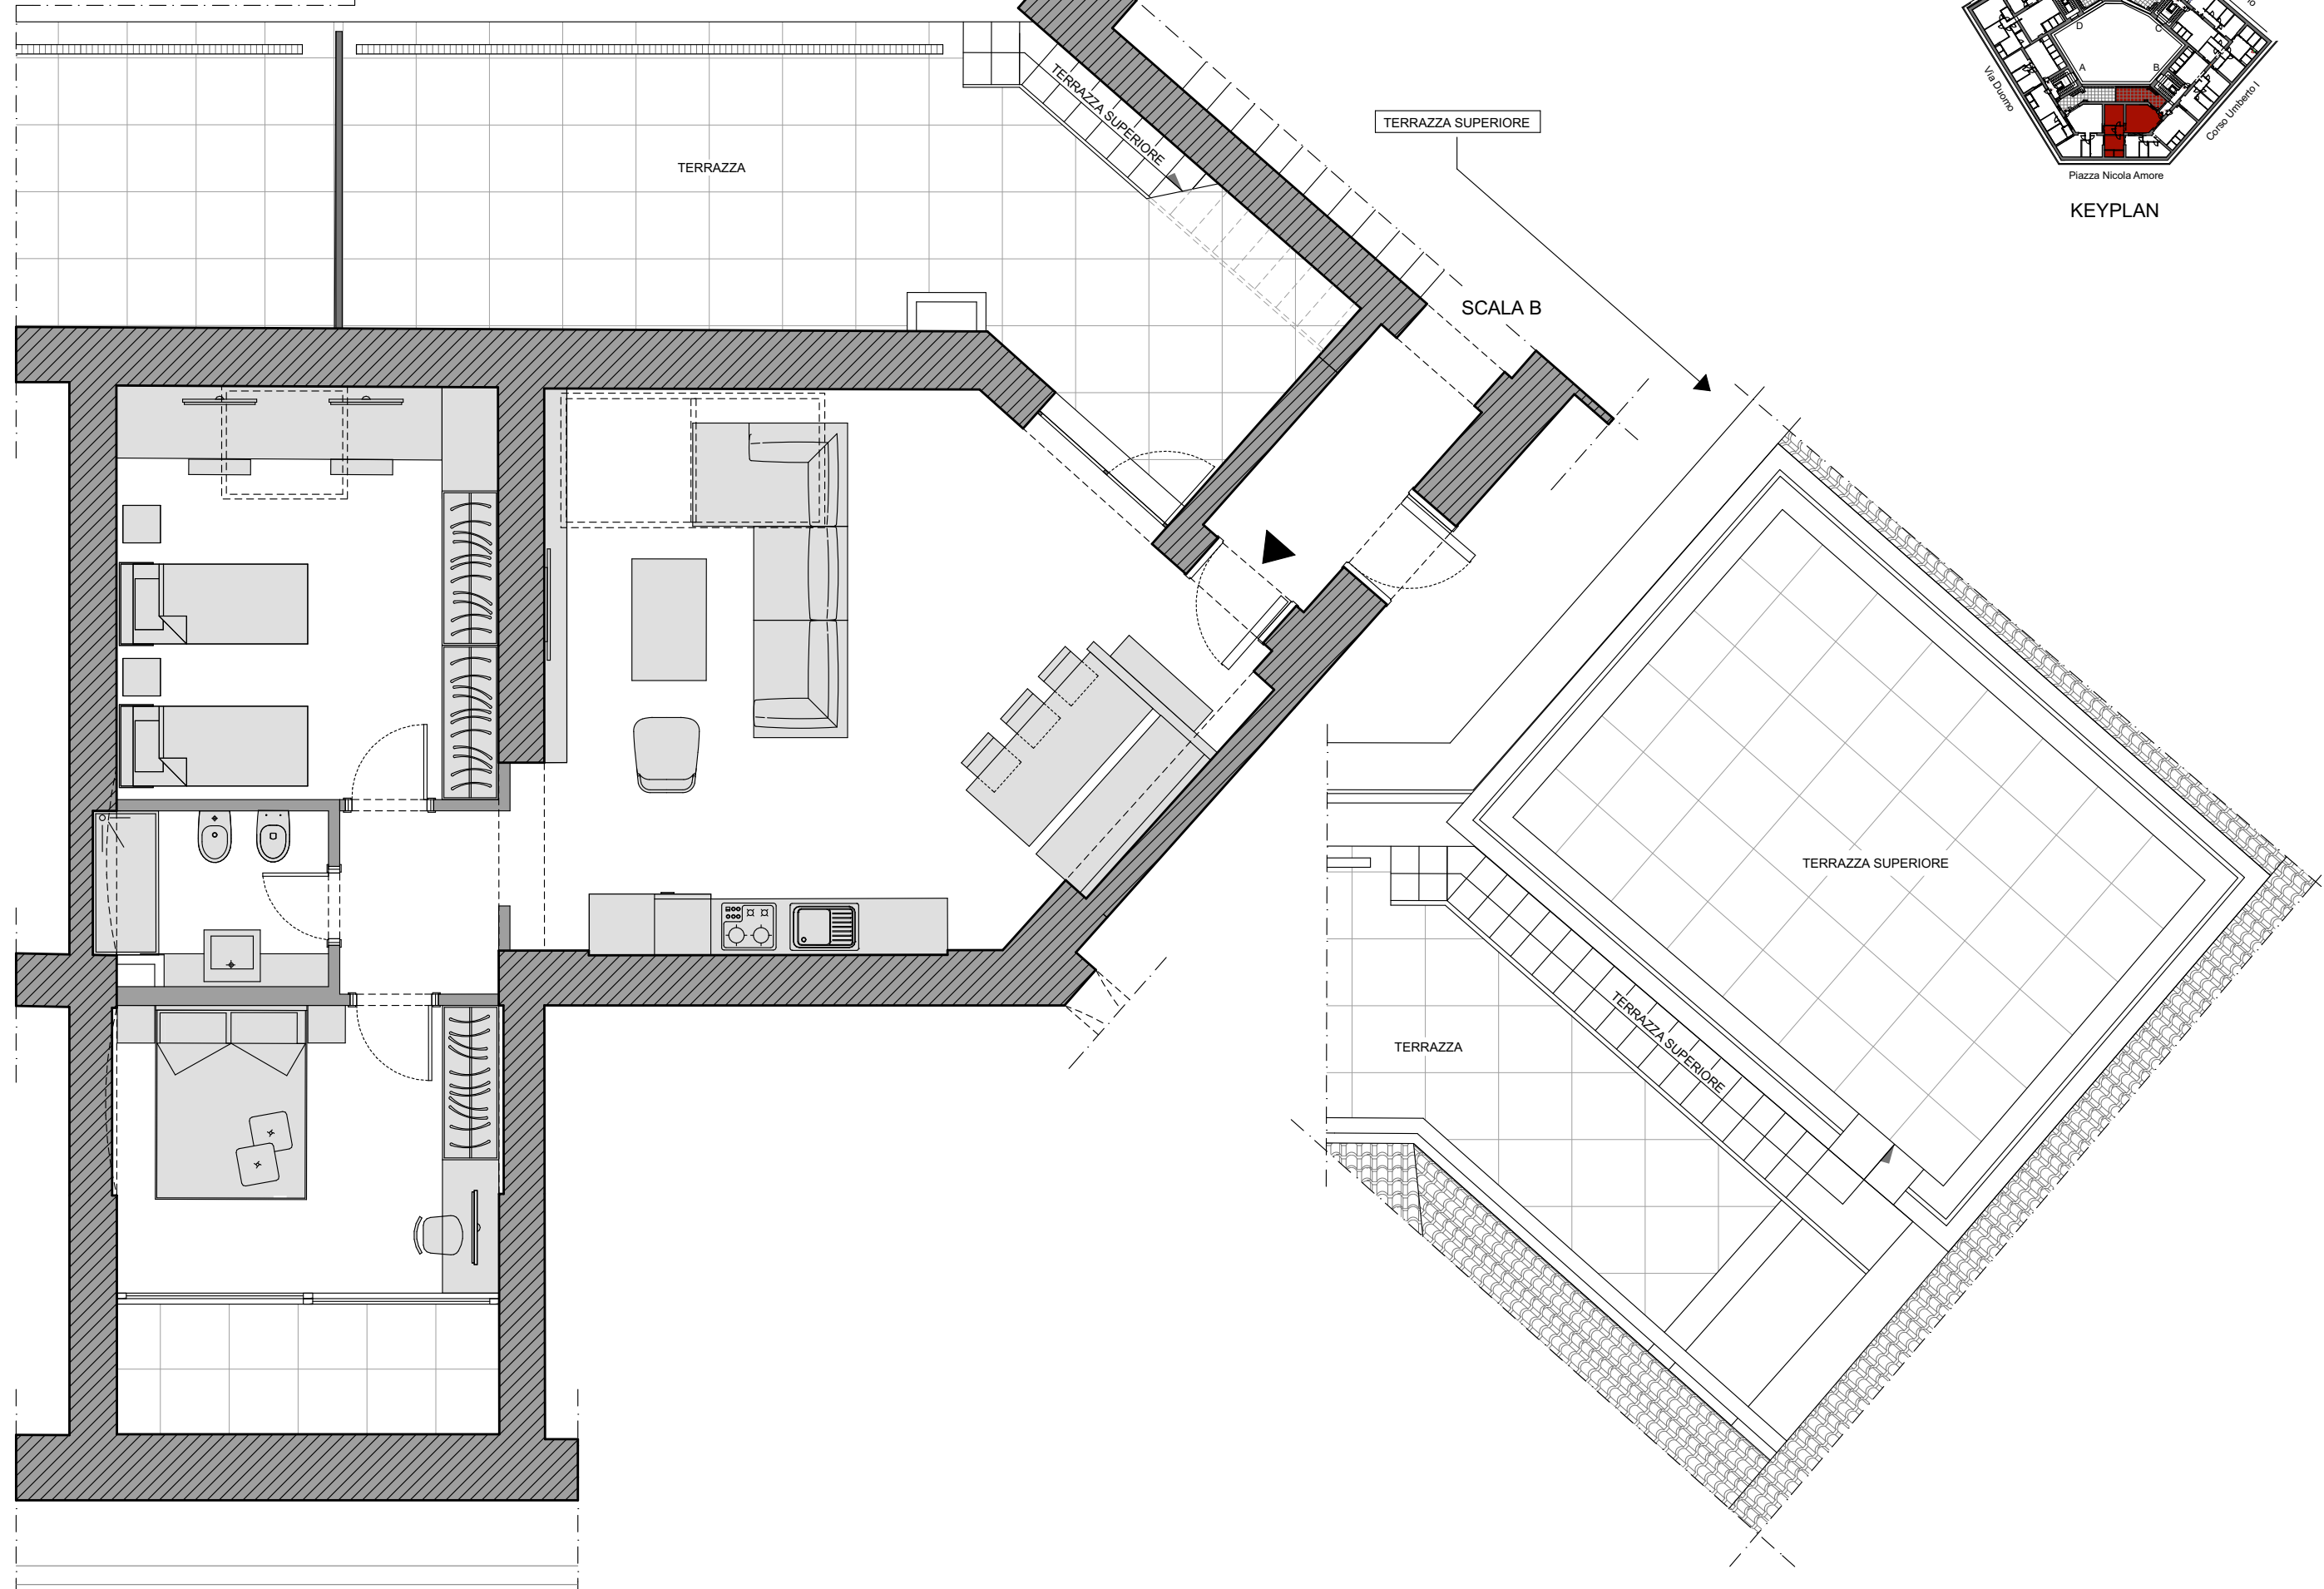 D
C
A
B
Via Duomo
Corso Umberto I
Piazza Nicola Amore
KEYPLAN
TERRAZZA SUPERIORE
TERRAZZA SUPERIORE
TERRAZZA
SCALA B
TERRAZZA SUPERIORE
TERRAZZA SUPERIORE
TERRAZZA